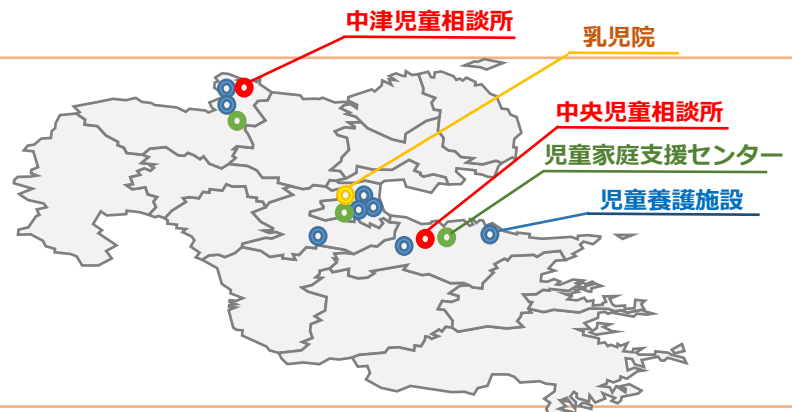 中津児童相談所
乳児院
中央児童相談所
児童家庭支援センター
児童養護施設